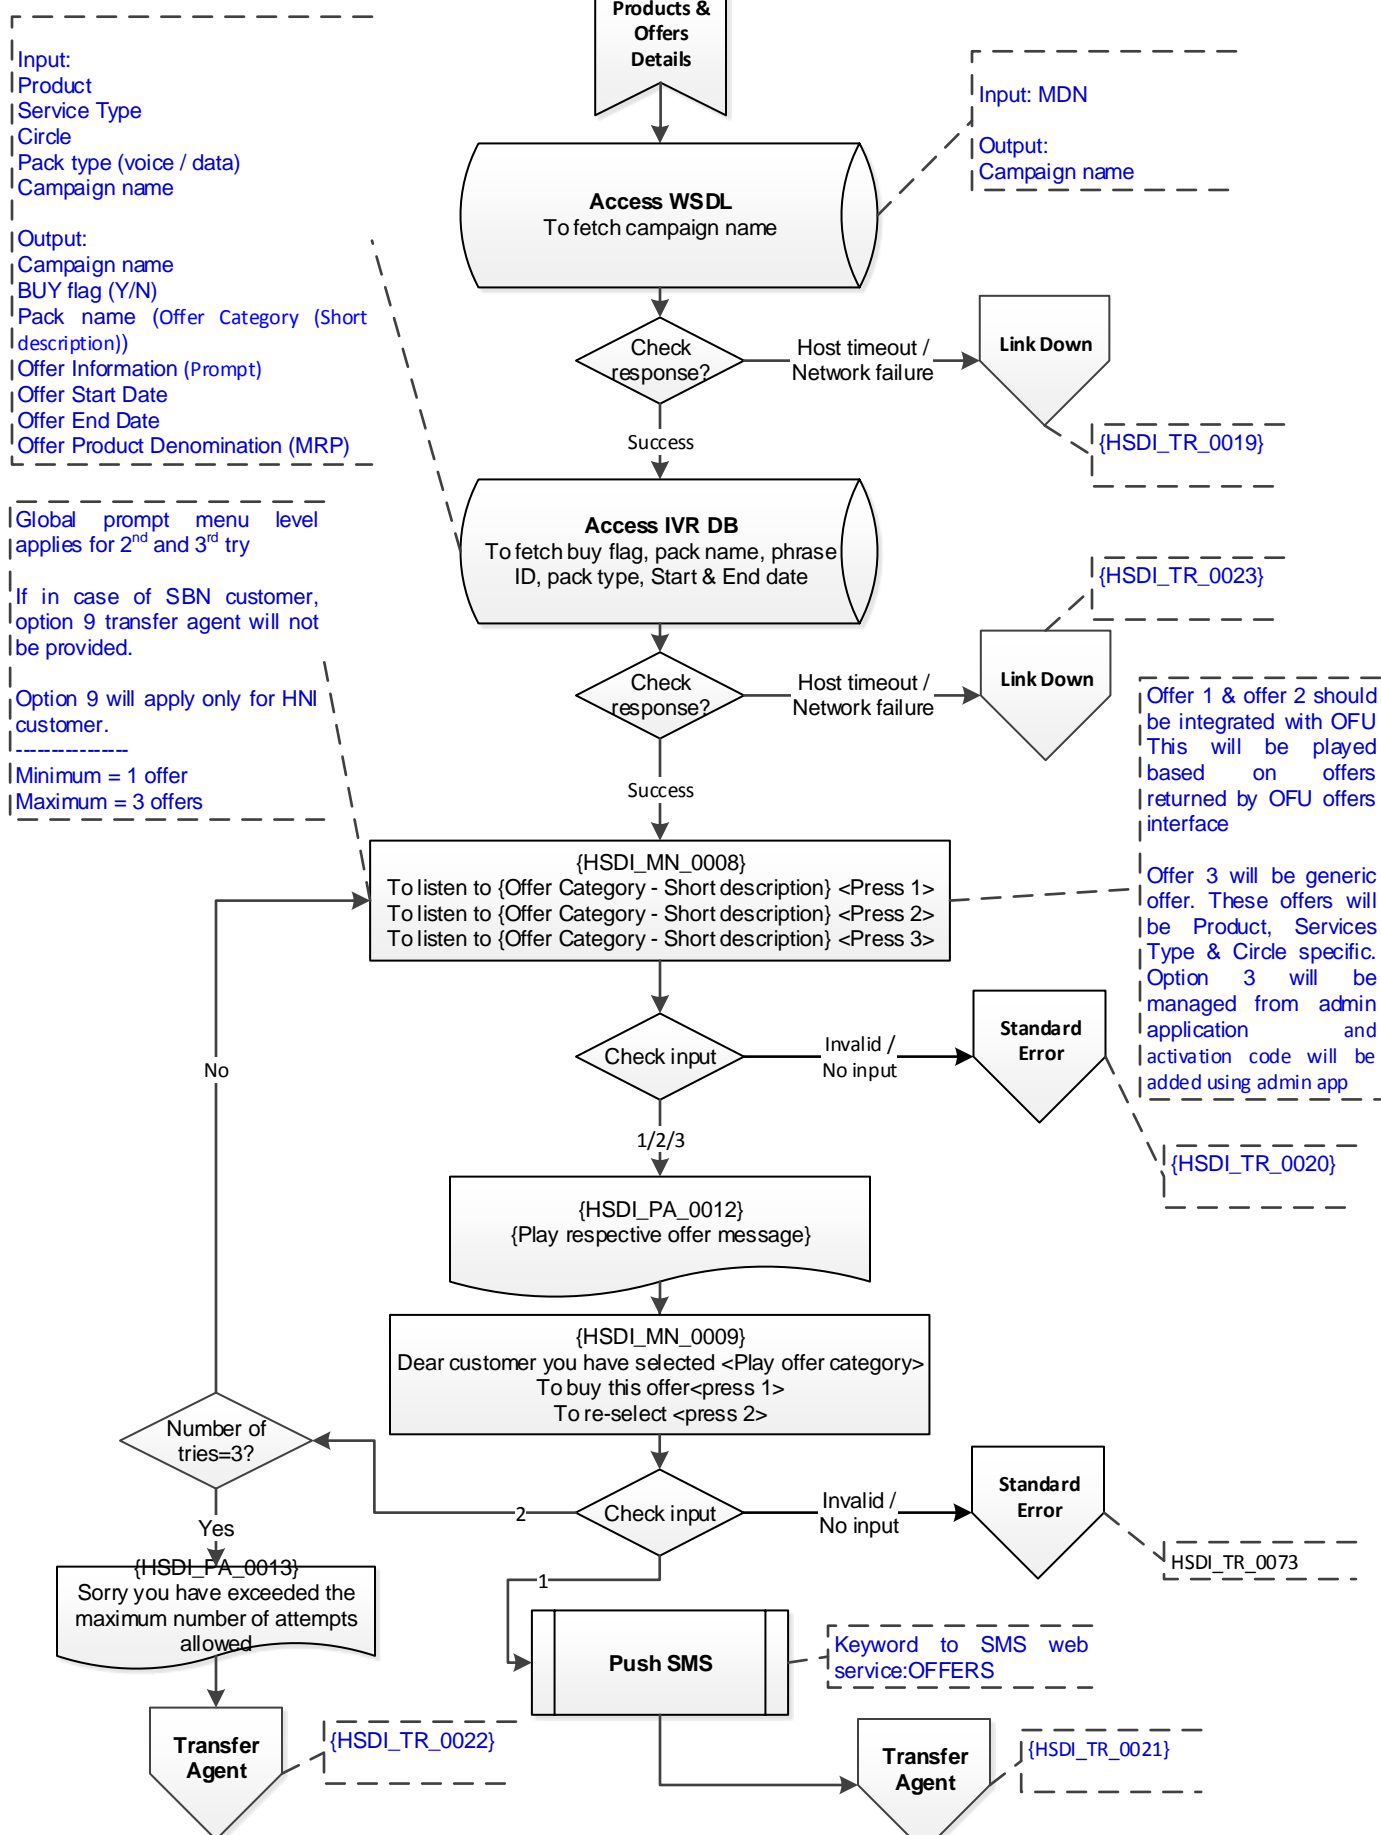 Products &
Offers
Details
Input:
Product
Service Type
Circle
Pack type (voice / data)
Campaign name
Output:
Campaign name
BUY flag (Y/N)
Pack name (Offer Category (Short
description))
Offer Information (Prompt)
Offer Start Date
Offer End Date
Offer Product Denomination (MRP)
Input: MDN
Output:
Campaign name
Access WSDL
To fetch campaign name
Check
response?
Host timeout /
Network failure
Link Down
{HSDI_TR_0019}
Success
Access IVR DB
To fetch buy flag, pack name, phrase
ID, pack type, Start & End date
Global prompt menu level
applies for 2nd and 3rd try
If in case of SBN customer,
option 9 transfer agent will not
be provided.
Option 9 will apply only for HNI
customer.
----------------
Minimum = 1 offer
Maximum = 3 offers
{HSDI_TR_0023}
Check
response?
Host timeout /
Network failure
Link Down
Success
Offer 1 & offer 2 should
be integrated with OFU
This will be played
based on offers
returned by OFU offers
interface
Offer 3 will be generic
offer. These offers will
be Product, Services
Type & Circle specific.
Option 3 will be
managed from admin
application and
activation code will be
added using admin app
{HSDI_MN_0008}
To listen to {Offer Category - Short description} <Press 1>
To listen to {Offer Category - Short description} <Press 2>
To listen to {Offer Category - Short description} <Press 3>
Check input
Invalid /
No input
Standard
Error
{HSDI_TR_0020}
No
1/2/3
{HSDI_PA_0012}
{Play respective offer message}
{HSDI_MN_0009}
Dear customer you have selected <Play offer category>
To buy this offer<press 1>
To re-select <press 2>
Number of
tries=3?
2
Check input
Invalid /
No input
Standard
Error
HSDI_TR_0073
Yes
1
{HSDI_PA_0013}
Sorry you have exceeded the
maximum number of attempts
allowed
Push SMS
Keyword to SMS web
service:OFFERS
Transfer
Agent
{HSDI_TR_0022}
Transfer
Agent
{HSDI_TR_0021}